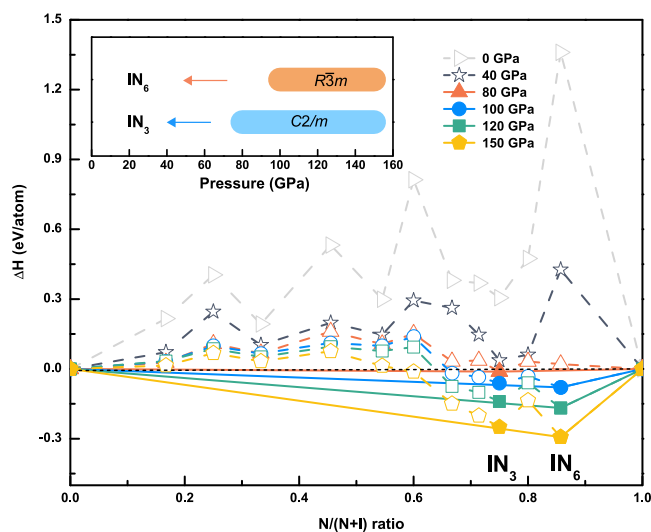 1.5
1.2
0.9
0.6
0.3
0.0
-0.3
ΔH (eV/atom)
IN6
R3̅m
IN3
C2/m
0 20 40 60 80 100 120 140 160
Pressure (GPa)
0 GPa
40 GPa
80 GPa
100 GPa
120 GPa
150 GPa
IN3 IN6
0.0 0.2 0.4 0.6 0.8 1.0
N/(N+I) ratio